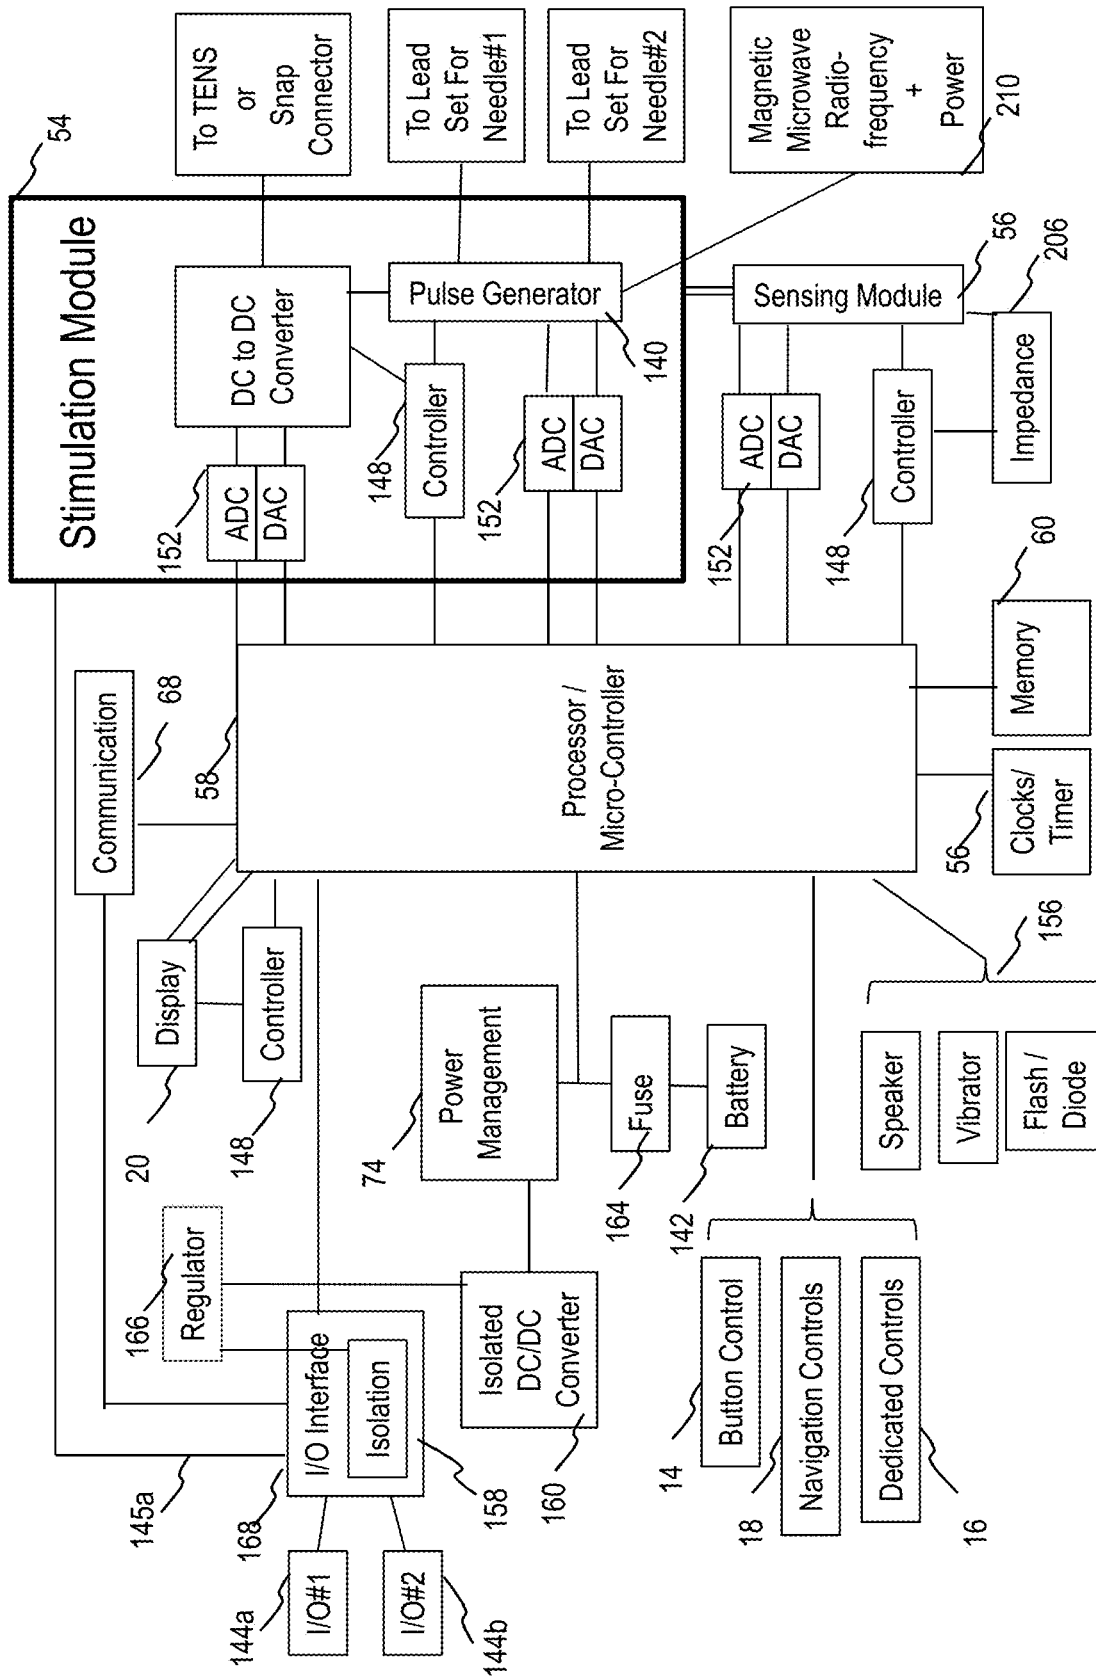 54
Stimulation Module
To TENS
or
Snap
Connector
To Lead
Set For
Needle#1
To Lead
Set For
Needle#2
Magnetic
Microwave
Radio-
frequency
+
Power
210
DC to DC
Converter
Pulse Generator
140
Sensing Module
56
206
152
ADC
DAC
148
Controller
152
ADC
DAC
152
ADC
DAC
148
Controller
Impedance
Communication
68
58
Processor /
Micro-Controller
60
Memory
56
Clocks/
Timer
Display
20
Controller
148
74
Power
Management
Fuse
164
Battery
142
156
Speaker
Vibrator
Flash /
Diode
166
Regulator
145a
168
I/O Interface
Isolation
158
Isolated
DC/DC
Converter
160
144a
I/O#1
I/O#2
144b
14
Button Control
18
Navigation Controls
Dedicated Controls
16